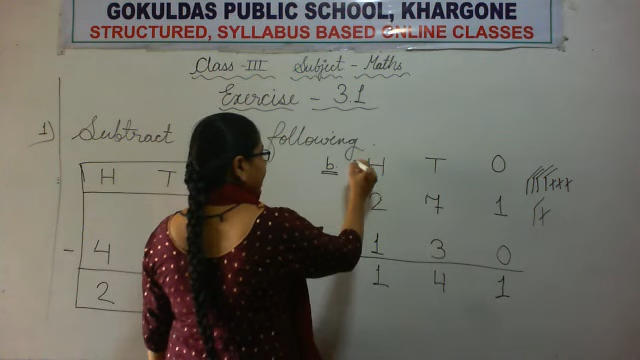 GOKULDAS PUBLIC SCHOOL, KHARGONE
STRUCTURED, SYLLABUS BASED ONLINE CLASSES
Class - III Subject - Maths
Exercise - 3.1
1) Subtract following.
H T
- 4
2
b. H T O
2 7 1
1 3 0
1 4 1